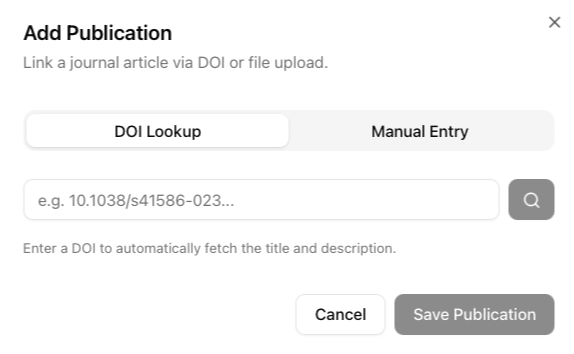 Add Publication
Link a journal article via DOI or file upload.
DOI Lookup
Manual Entry
e.g. 10.1038/s41586-023...
Enter a DOI to automatically fetch the title and description.
Cancel
Save Publication